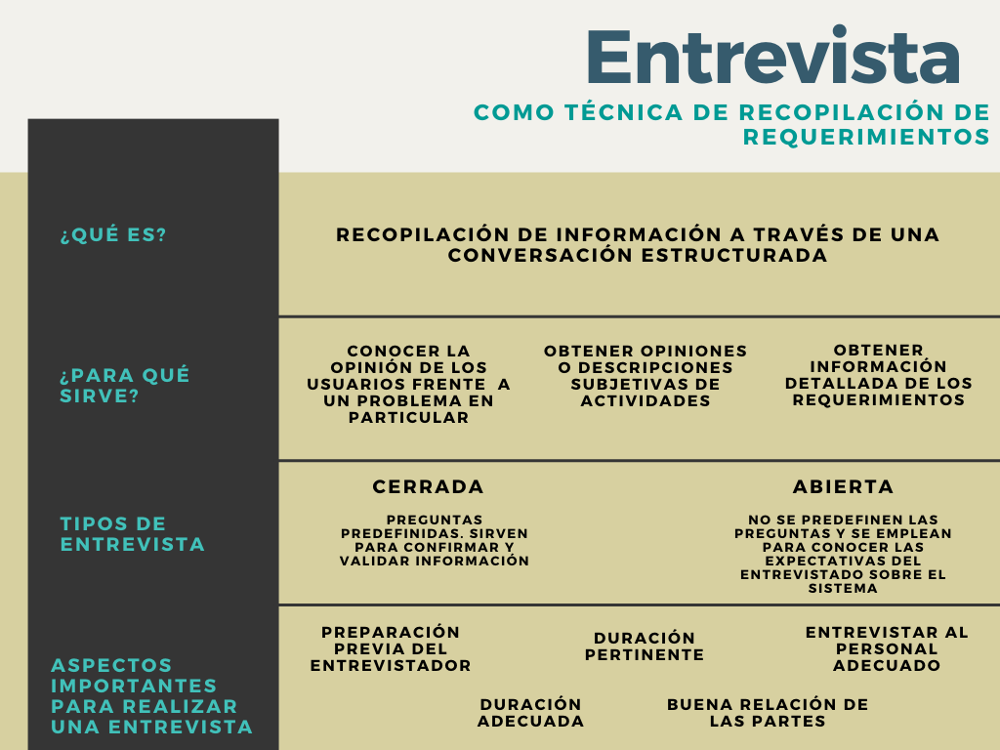 Entrevista
COMO TÉCNICA DE RECOPILACIÓN DE
REQUERIMIENTOS
¿QUÉ ES?
RECOPILACIÓN DE INFORMACIÓN A TRAVÉS DE UNA
CONVERSACIÓN ESTRUCTURADA
¿PARA QUÉ
SIRVE?
CONOCER LA
OPINIÓN DE LOS
USUARIOS FRENTE A
UN PROBLEMA EN
PARTICULAR
OBTENER OPINIONES
O DESCRIPCIONES
SUBJETIVAS DE
ACTIVIDADES
OBTENER
INFORMACIÓN
DETALLADA DE LOS
REQUERIMIENTOS
TIPOS DE
ENTREVISTA
CERRADA
PREGUNTAS
PREDEFINIDAS. SIRVEN
PARA CONFIRMAR Y
VALIDAR INFORMACIÓN
ABIERTA
NO SE PREDEFINEN LAS
PREGUNTAS Y SE EMPLEAN
PARA CONOCER LAS
EXPECTATIVAS DEL
ENTREVISTADO SOBRE EL
SISTEMA
ASPECTOS
IMPORTANTES
PARA REALIZAR
UNA ENTREVISTA
PREPARACIÓN
PREVIA DEL
ENTREVISTADOR
DURACIÓN
PERTINENTE
ENTREVISTAR AL
PERSONAL
ADECUADO
DURACIÓN
ADECUADA
BUENA RELACIÓN DE
LAS PARTES